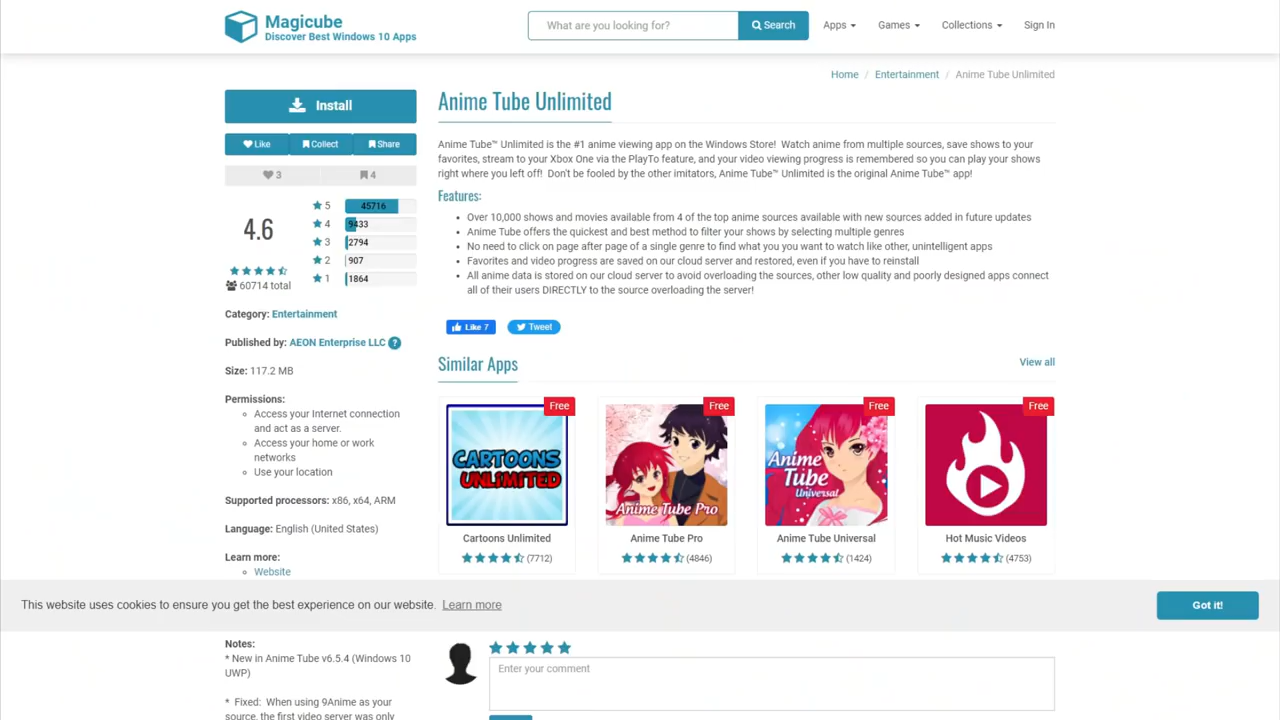 Magicube
Discover Best Windows 10 Apps
What are you looking for?
Search
Apps
Games
Collections
Sign In
Home / Entertainment / Anime Tube Unlimited
Install
Like
Collect
Share
3
4
4.6
60714 total
5 45716
4 9433
3 2794
2 907
1 1864
Category: Entertainment
Published by: AEON Enterprise LLC ?
Size: 117.2 MB
Permissions:
Access your Internet connection
and act as a server.
Access your home or work
networks
Use your location
Supported processors: x86, x64, ARM
Language: English (United States)
Learn more:
Website
Anime Tube Unlimited
Anime Tube™ Unlimited is the #1 anime viewing app on the Windows Store! Watch anime from multiple sources, save shows to your
favorites, stream to your Xbox One via the PlayTo feature, and your video viewing progress is remembered so you can play your shows
right where you left off! Don't be fooled by the other imitators, Anime Tube™ Unlimited is the original Anime Tube™ app!
Features:
Over 10,000 shows and movies available from 4 of the top anime sources available with new sources added in future updates
Anime Tube offers the quickest and best method to filter your shows by selecting multiple genres
No need to click on page after page of a single genre to find what you you want to watch like other, unintelligent apps
Favorites and video progress are saved on our cloud server and restored, even if you have to reinstall
All anime data is stored on our cloud server to avoid overloading the sources, other low quality and poorly designed apps connect
all of their users DIRECTLY to the source overloading the server!
Like 7
Tweet
Similar Apps
View all
Free
CARTOONS
UNLIMITED
Cartoons Unlimited
(7712)
Free
Anime Tube Pro
Anime Tube Pro
(4846)
Free
Anime
Tube
Universal
Anime Tube Universal
(1424)
Free
Hot Music Videos
(4753)
This website uses cookies to ensure you get the best experience on our website. Learn more
Got it!
Notes:
* New in Anime Tube v6.5.4 (Windows 10
UWP)
* Fixed: When using 9Anime as your
source, the first video server was only
Enter your comment